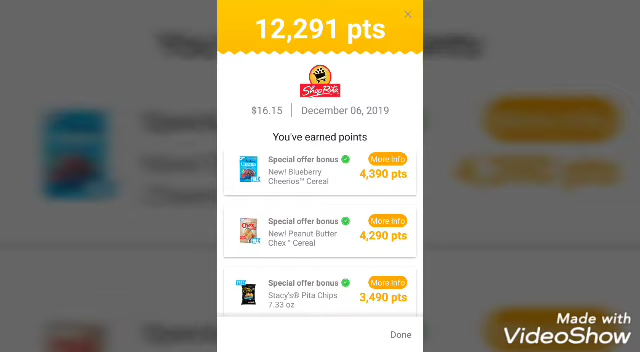 12,291 pts
ShopRite
$16.15 December 06, 2019
You've earned points
Special offer bonus More Info
New! Blueberry 4,390 pts
Cheerios™ Cereal
Special offer bonus More Info
New! Peanut Butter 4,290 pts
Chex™ Cereal
Special offer bonus More Info
Stacy's® Pita Chips 3,490 pts
7.33 oz
Done
Made with
VideoShow